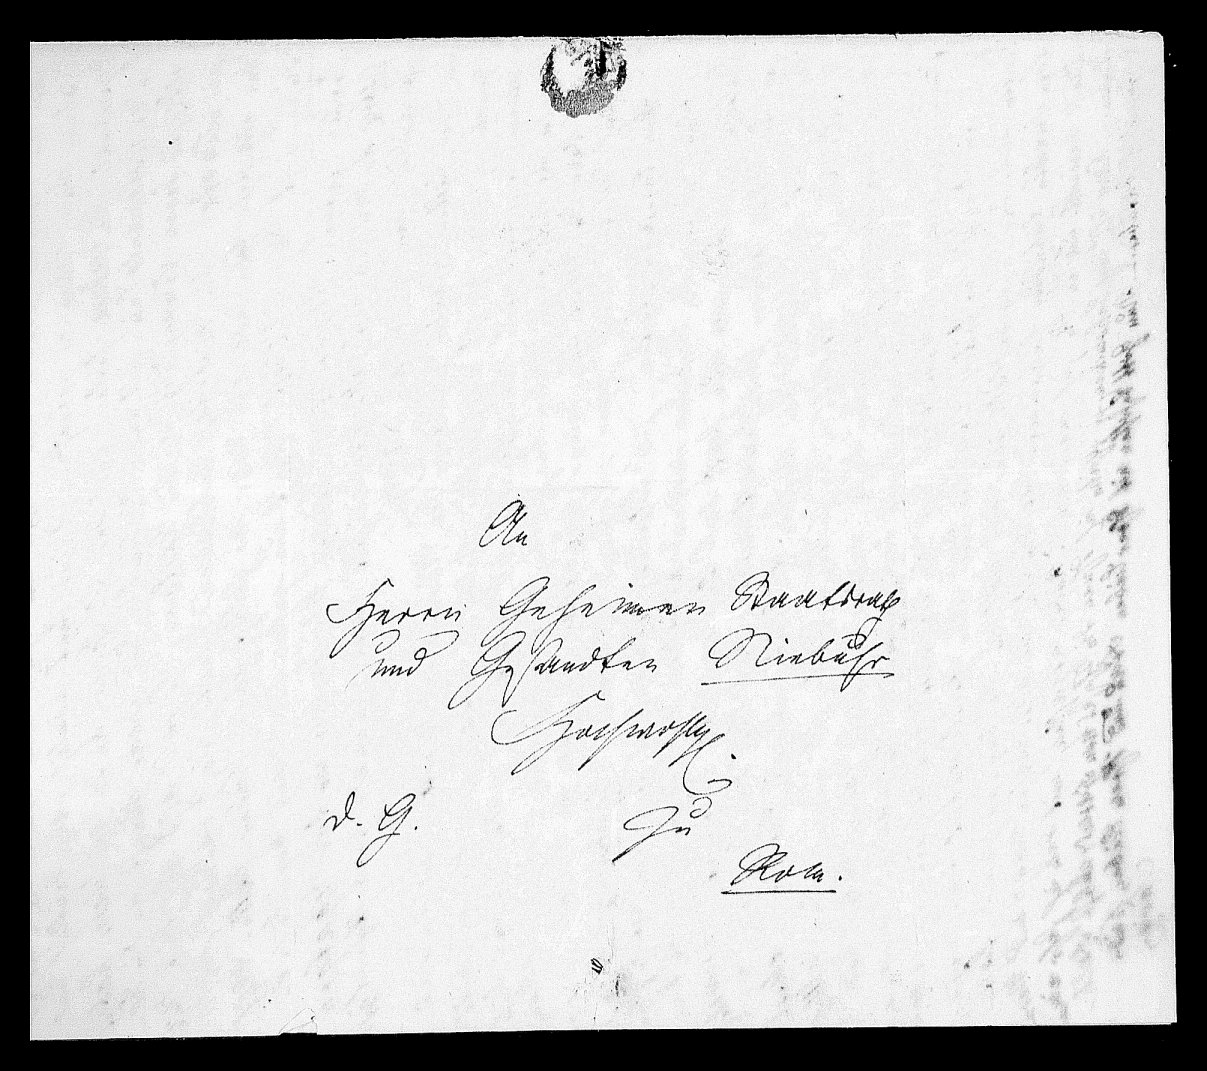 An
Herrn Geheimen Staatsrath
und Gesandten Niebuhr
Hochwohlg.
d. G. zu
Rom.